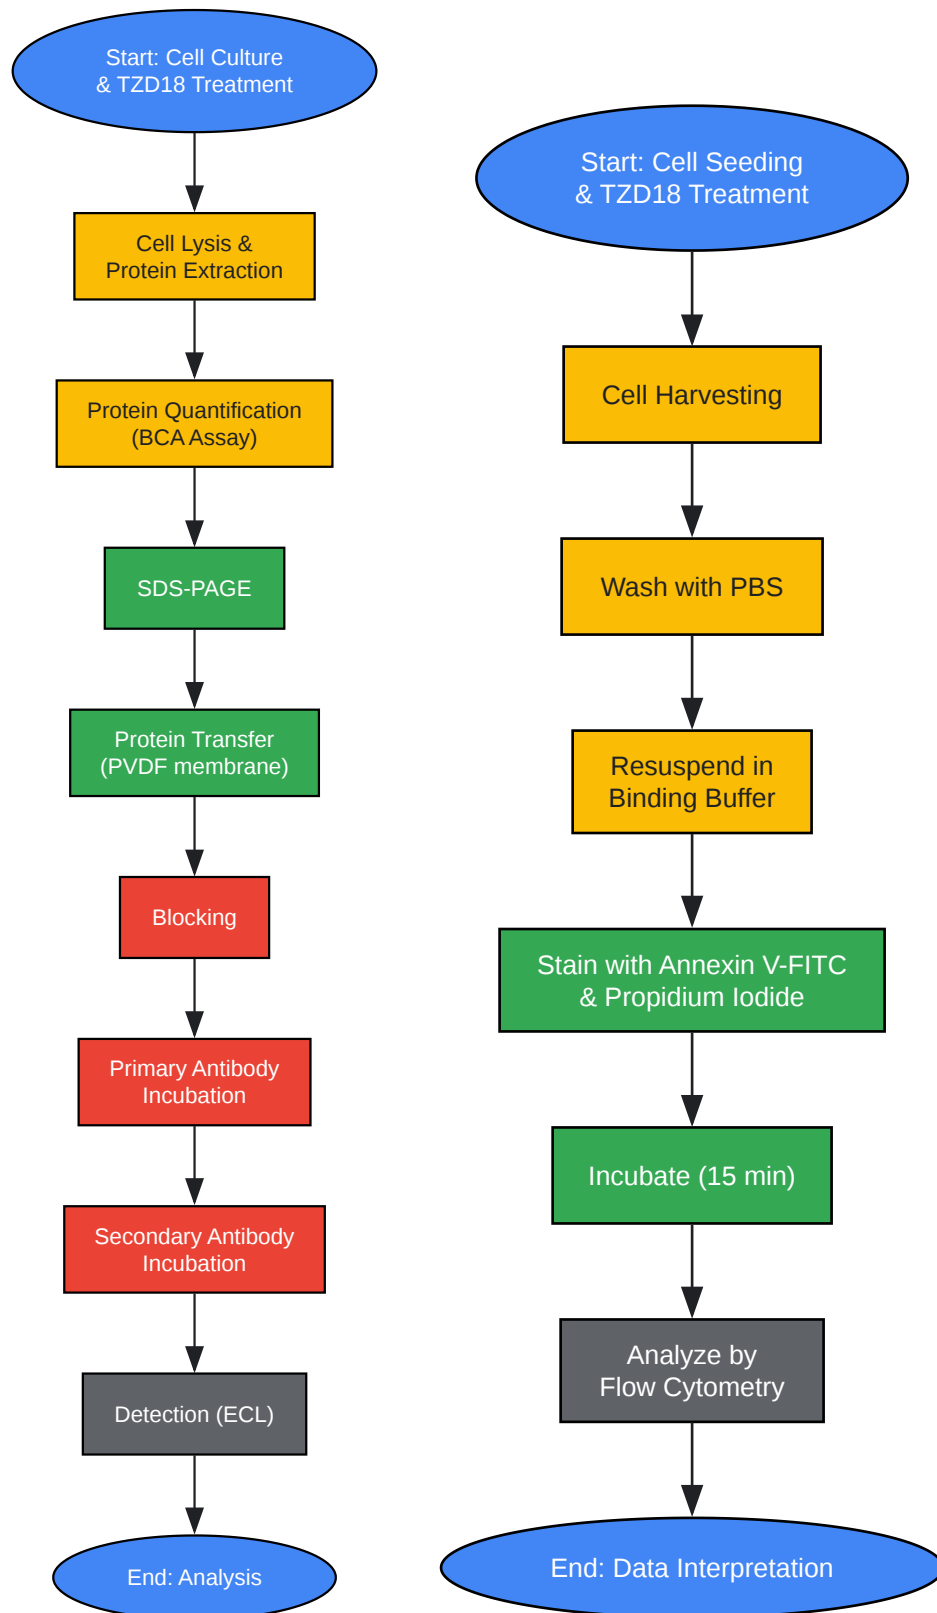 Start: Cell Culture
& TZD18 Treatment
Cell Lysis &
Protein Extraction
Protein Quantification
(BCA Assay)
SDS-PAGE
Protein Transfer
(PVDF membrane)
Blocking
Primary Antibody
Incubation
Secondary Antibody
Incubation
Detection (ECL)
End: Analysis
Start: Cell Seeding
& TZD18 Treatment
Cell Harvesting
Wash with PBS
Resuspend in
Binding Buffer
Stain with Annexin V-FITC
& Propidium Iodide
Incubate (15 min)
Analyze by
Flow Cytometry
End: Data Interpretation